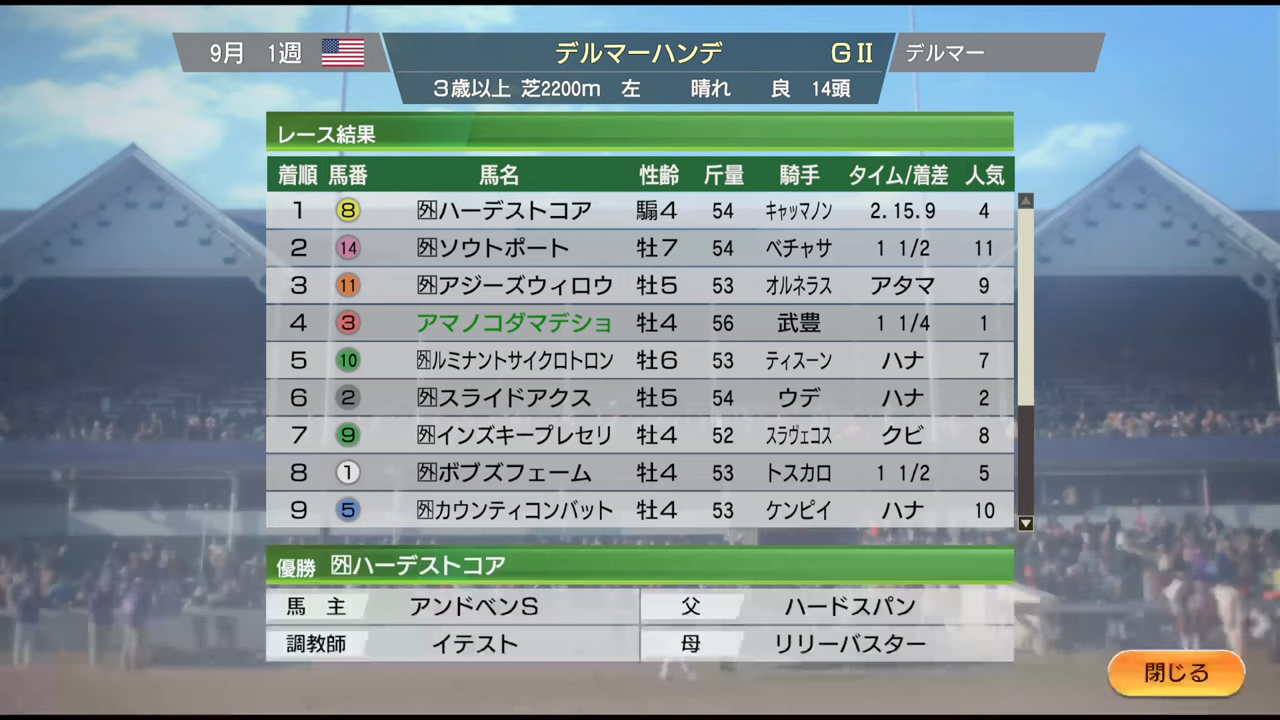 9月 1週 デルマーハンデ GⅡ デルマー
3歳以上 芝2200m 左 晴れ 良 14頭
レース結果
着順 馬番 馬名 性齢 斤量 騎手 タイム/着差 人気
1 8 外ハーデストコア 騸4 54 キャッマノン 2.15.9 4
2 14 外ソウトポート 牡7 54 ベチャサ 1 1/2 11
3 11 外アジーズウィロウ 牡5 53 オルネラス アタマ 9
4 3 アマノコダマデショ 牡4 56 武豊 1 1/4 1
5 10 外ルミナントサイクロトロン 牡6 53 ティスーン ハナ 7
6 2 外スライドアクス 牡5 54 ウデ ハナ 2
7 9 外インズキープレセリ 牡4 52 スラヴェコス クビ 8
8 1 外ボブズフェーム 牡4 53 トスカロ 1 1/2 5
9 5 外カウンティコンバット 牡4 53 ケンピイ ハナ 10
優勝 外ハーデストコア
馬主 アンドベンS 父 ハードスパン
調教師 イテスト 母 リリーバスター
閉じる